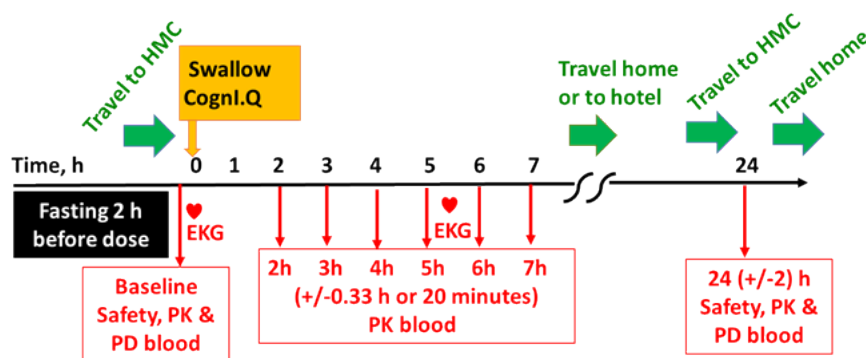 Travel to HMC
Swallow
CognI.Q
Travel home
or to hotel
Travel to HMC
Travel home
Time, h 0 1 2 3 4 5 6 7 24
Fasting 2 h
before dose
EKG
EKG
Baseline
Safety, PK &
PD blood
2h 3h 4h 5h 6h 7h
(+/-0.33 h or 20 minutes)
PK blood
24 (+/-2) h
Safety, PK &
PD blood